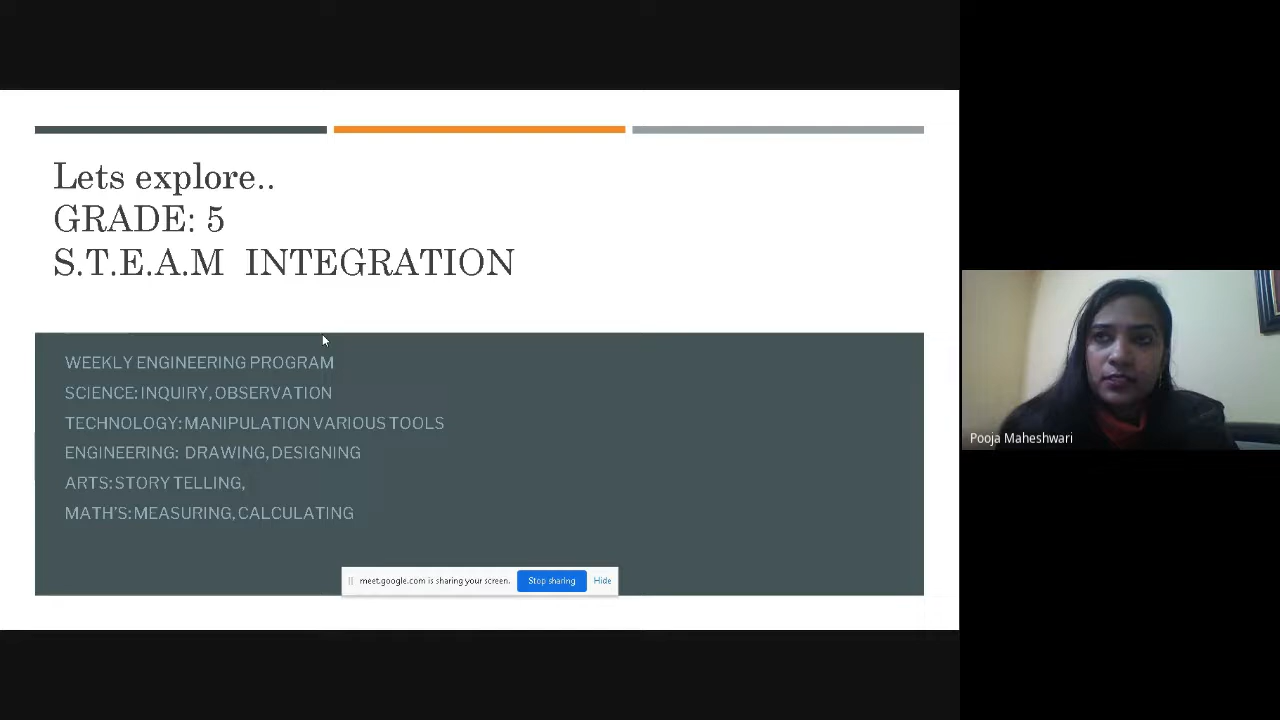 Lets explore..
GRADE: 5
S.T.E.A.M INTEGRATION
WEEKLY ENGINEERING PROGRAM
SCIENCE: INQUIRY, OBSERVATION
TECHNOLOGY: MANIPULATION VARIOUS TOOLS
ENGINEERING: DRAWING, DESIGNING
ARTS: STORY TELLING,
MATH'S: MEASURING, CALCULATING
meet.google.com is sharing your screen. Stop sharing Hide
Pooja Maheshwari